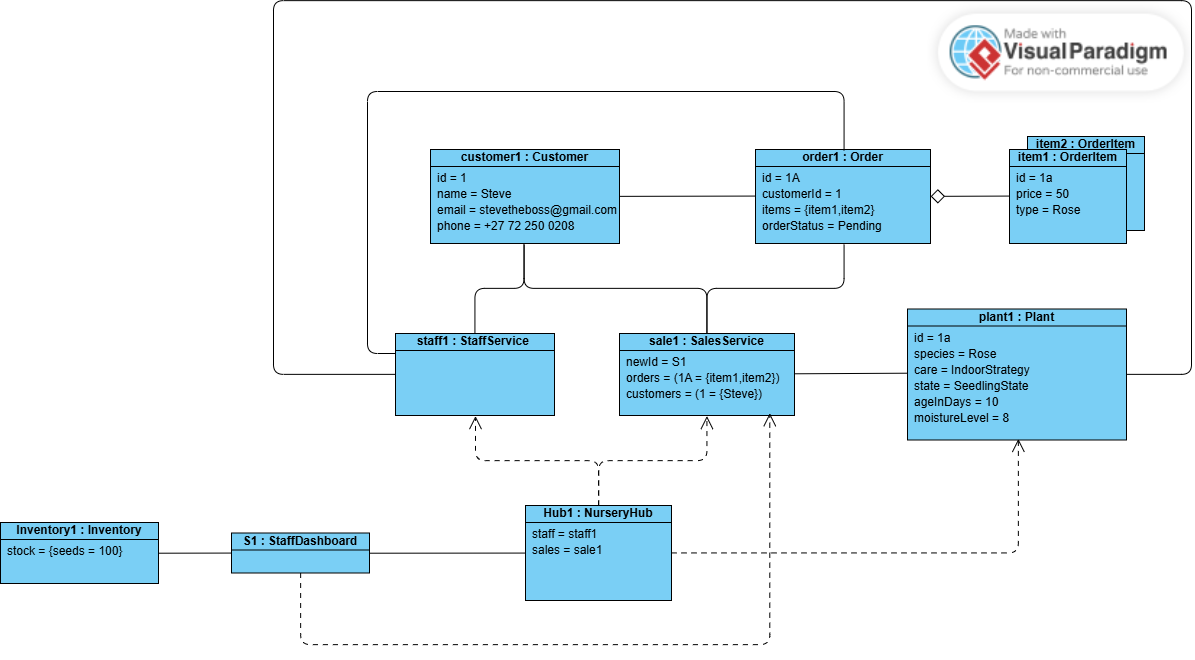 Made with
Visual Paradigm
For non-commercial use
customer1 : Customer
id = 1
name = Steve
email = stevetheboss@gmail.com
phone = +27 72 250 0208
order1 : Order
id = 1A
customerId = 1
items = {item1,item2}
orderStatus = Pending
item2 : OrderItem
item1 : OrderItem
id = 1a
price = 50
type = Rose
staff1 : StaffService
sale1 : SalesService
newId = S1
orders = (1A = {item1,item2})
customers = (1 = {Steve})
plant1 : Plant
id = 1a
species = Rose
care = IndoorStrategy
state = SeedlingState
ageInDays = 10
moistureLevel = 8
Inventory1 : Inventory
stock = {seeds = 100}
S1 : StaffDashboard
Hub1 : NurseryHub
staff = staff1
sales = sale1